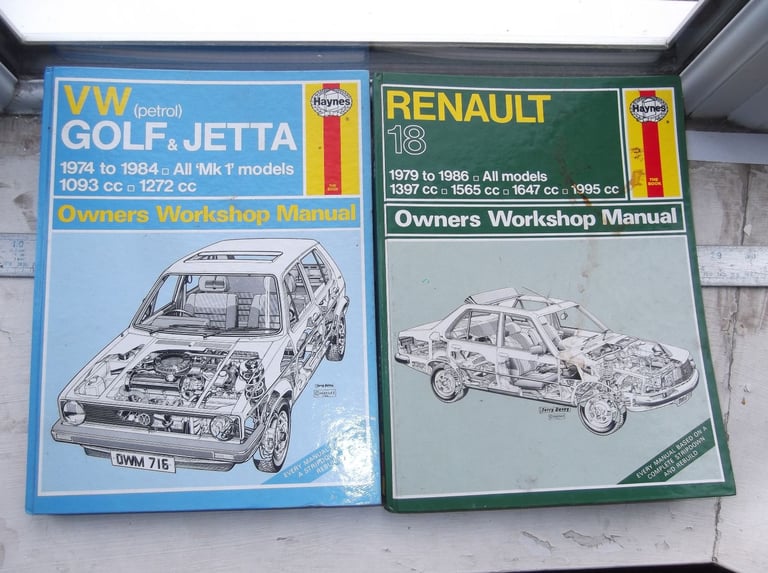 VW (petrol)
GOLF & JETTA
1974 to 1984 □ All 'Mk 1' models
1093 cc □ 1272 cc
Haynes
THE BOOK
Owners Workshop Manual
OWM 716
EVERY MANUAL
A STRIPDOWN
REBUILD
RENAULT
18
1979 to 1986 □ All models
1397 cc □ 1565 cc □ 1647 cc □ 1995 cc
Haynes
THE BOOK
Owners Workshop Manual
Terry Davey
EVERY MANUAL BASED ON A
COMPLETE STRIPDOWN
AND REBUILD
29